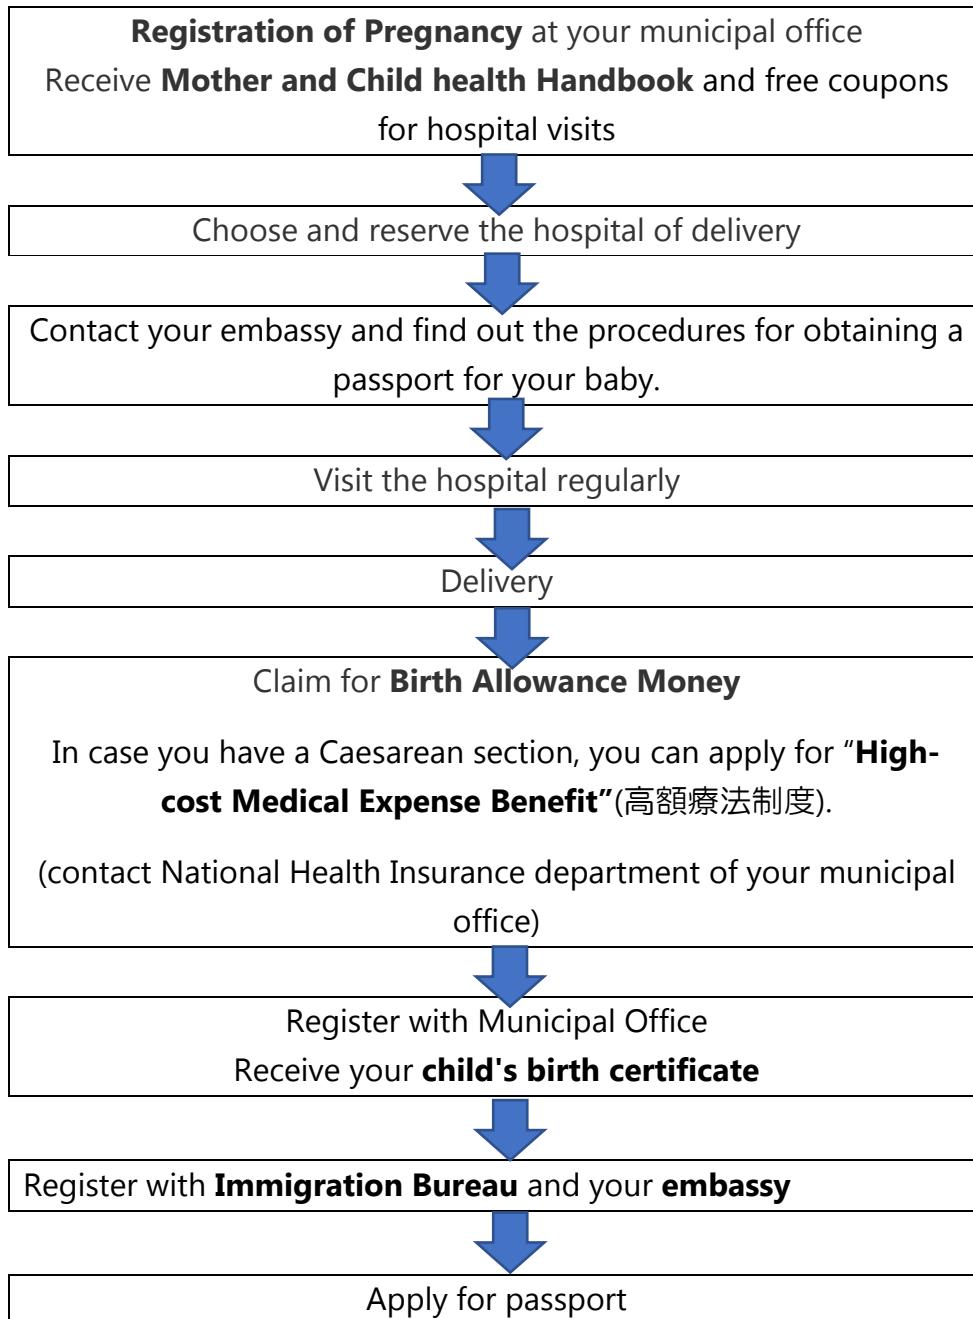 Registration of Pregnancy at your municipal office
Receive Mother and Child health Handbook and free coupons
for hospital visits
Choose and reserve the hospital of delivery
Contact your embassy and find out the procedures for obtaining a
passport for your baby.
Visit the hospital regularly
Delivery
Claim for Birth Allowance Money
In case you have a Caesarean section, you can apply for “High-
cost Medical Expense Benefit”(高額療法制度).
(contact National Health Insurance department of your municipal
office)
Register with Municipal Office
Receive your child's birth certificate
Register with Immigration Bureau and your embassy
Apply for passport